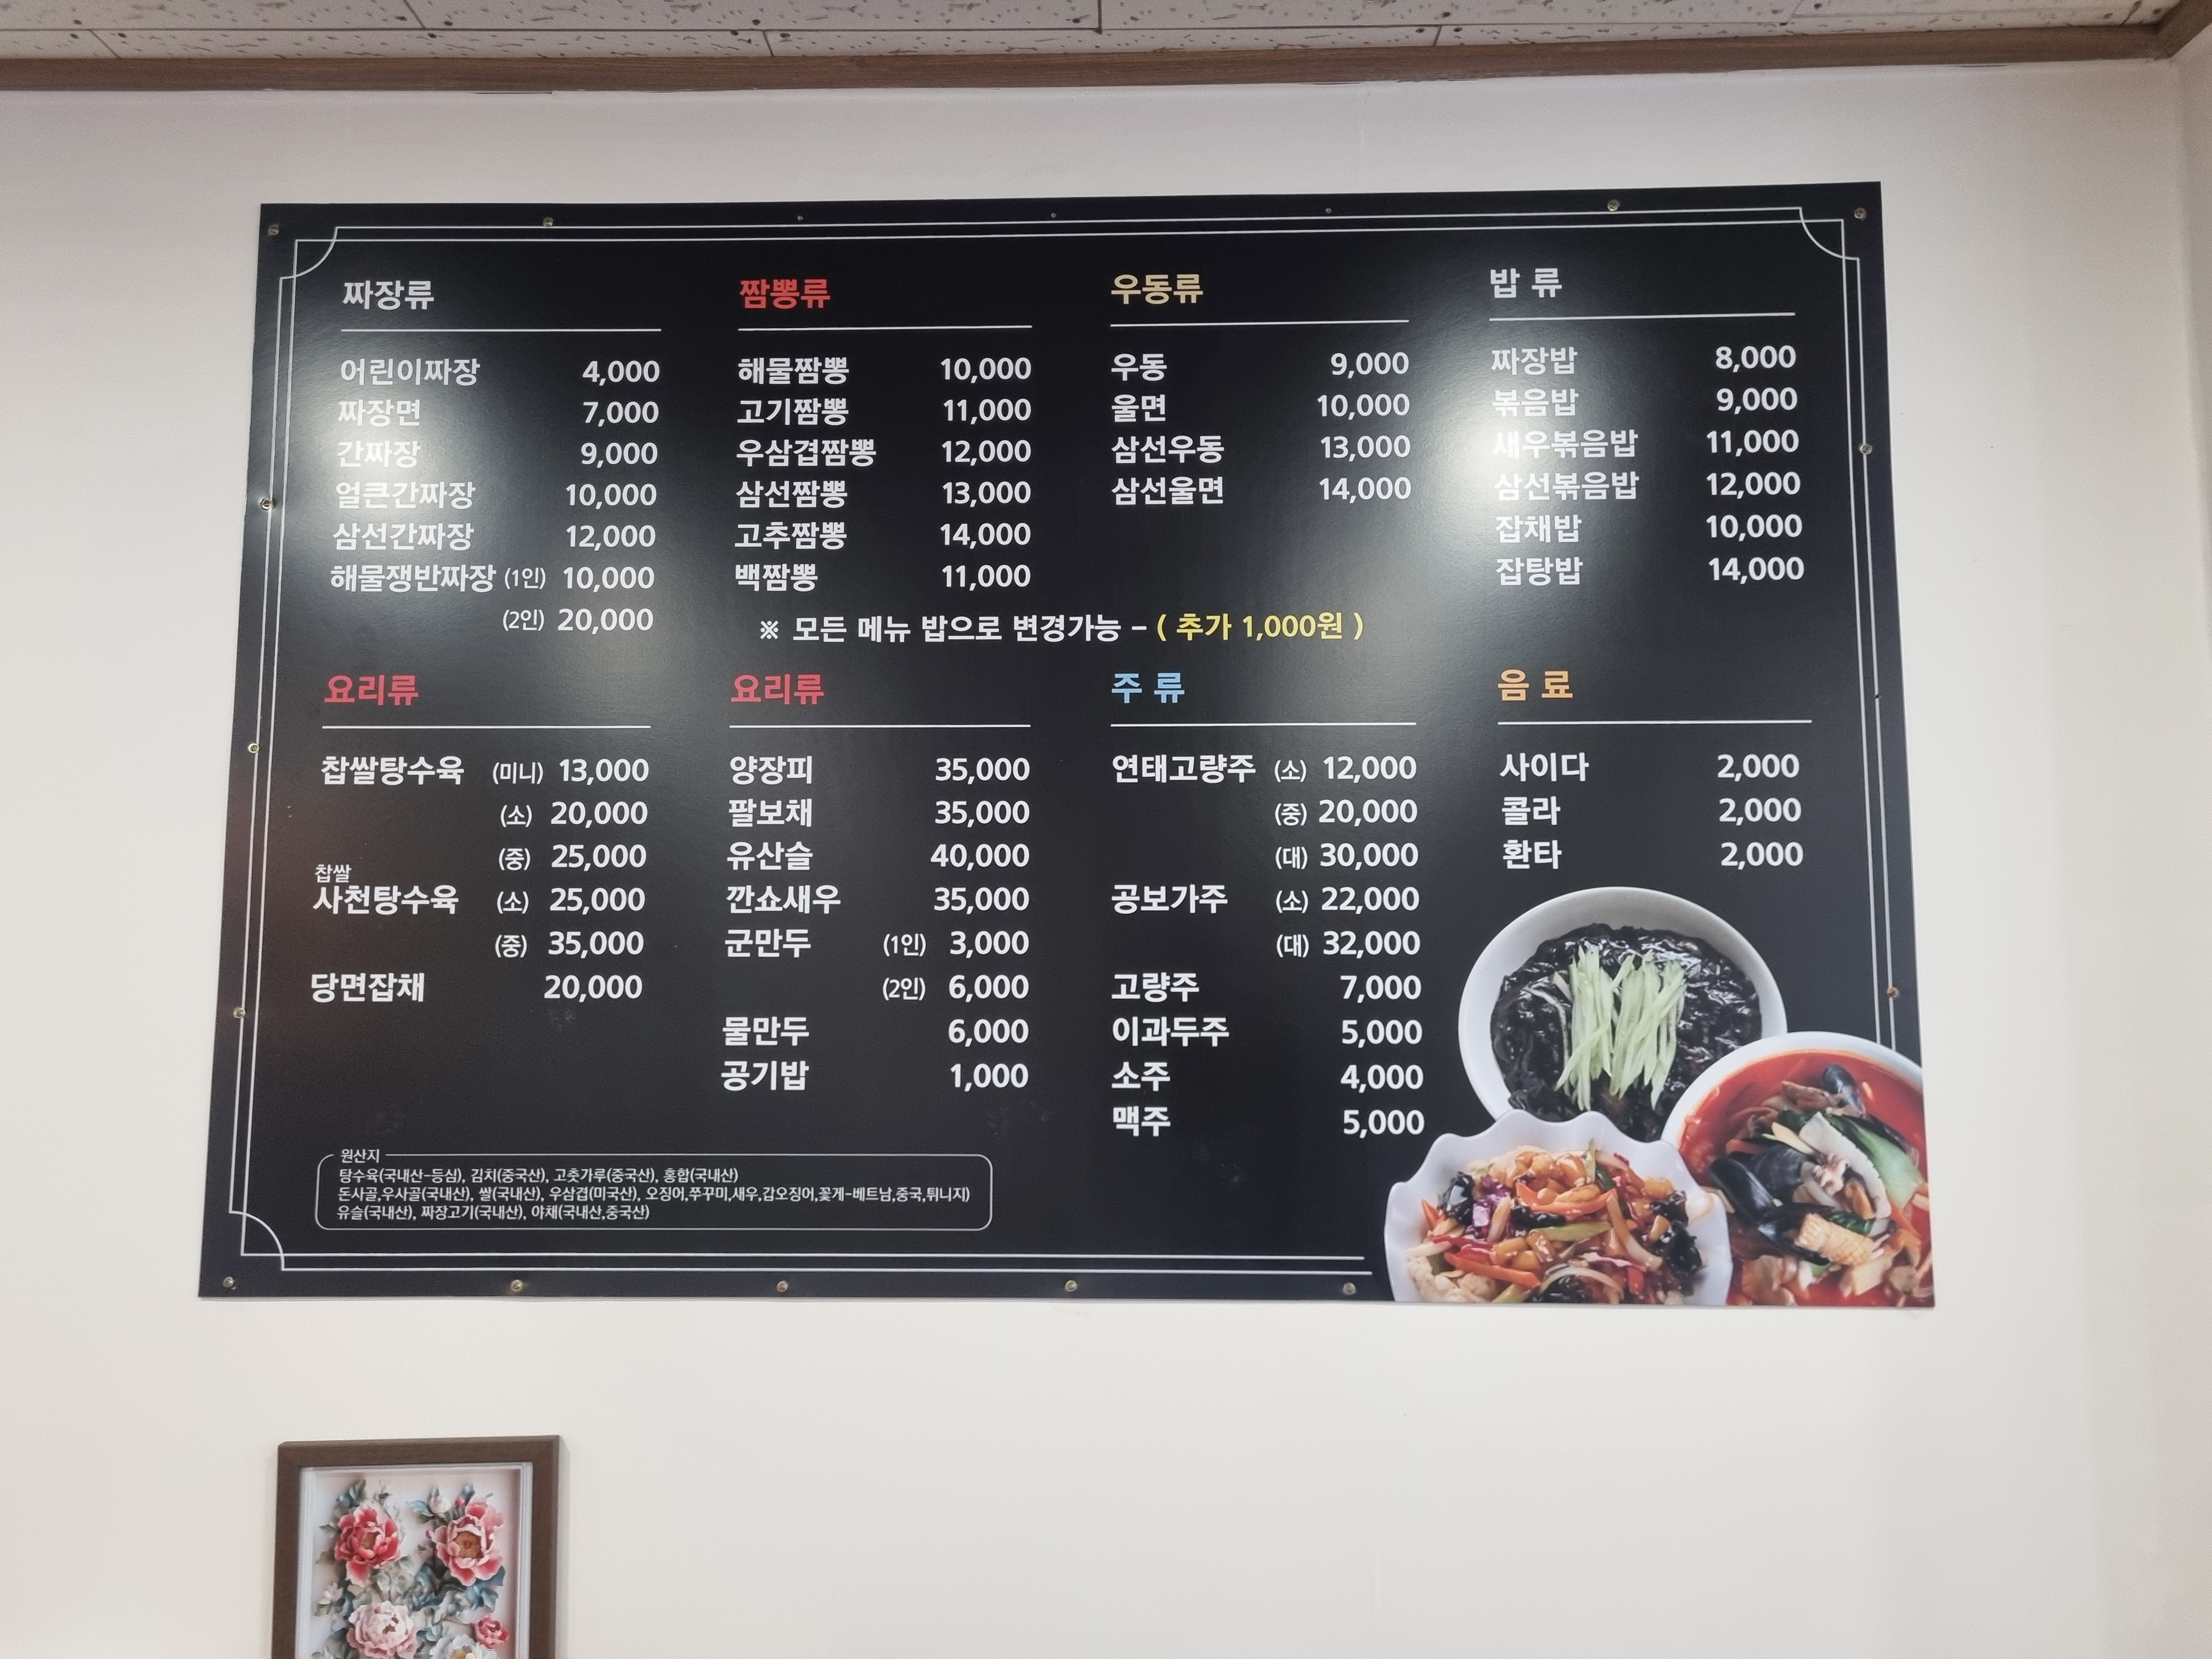 짜장류
어린이짜장 4,000
짜장면 7,000
간짜장 9,000
얼큰간짜장 10,000
삼선간짜장 12,000
해물쟁반짜장 (1인) 10,000
(2인) 20,000
짬뽕류
해물짬뽕 10,000
고기짬뽕 11,000
우삼겹짬뽕 12,000
삼선짬뽕 13,000
고추짬뽕 14,000
백짬뽕 11,000
우동류
우동 9,000
울면 10,000
삼선우동 13,000
삼선울면 14,000
밥 류
짜장밥 8,000
볶음밥 9,000
새우볶음밥 11,000
삼선볶음밥 12,000
잡채밥 10,000
잡탕밥 14,000
※ 모든 메뉴 밥으로 변경가능 – ( 추가 1,000원 )
요리류
찹쌀탕수육 (미니) 13,000
(소) 20,000
(중) 25,000
찹쌀
사천탕수육 (소) 25,000
(중) 35,000
당면잡채 20,000
요리류
양장피 35,000
팔보채 35,000
유산슬 40,000
깐쇼새우 35,000
군만두 (1인) 3,000
(2인) 6,000
물만두 6,000
공기밥 1,000
주 류
연태고량주 (소) 12,000
(중) 20,000
(대) 30,000
공보가주 (소) 22,000
(대) 32,000
고량주 7,000
이과두주 5,000
소주 4,000
맥주 5,000
음 료
사이다 2,000
콜라 2,000
환타 2,000
원산지
탕수육(국내산-등심), 김치(중국산), 고춧가루(중국산), 홍합(국내산)
돈사골,우사골(국내산), 쌀(국내산), 우삼겹(미국산), 오징어,쭈꾸미,새우,갑오징어,꽃게-베트남,중국,튀니지)
유슬(국내산), 짜장고기(국내산), 야채(국내산,중국산)